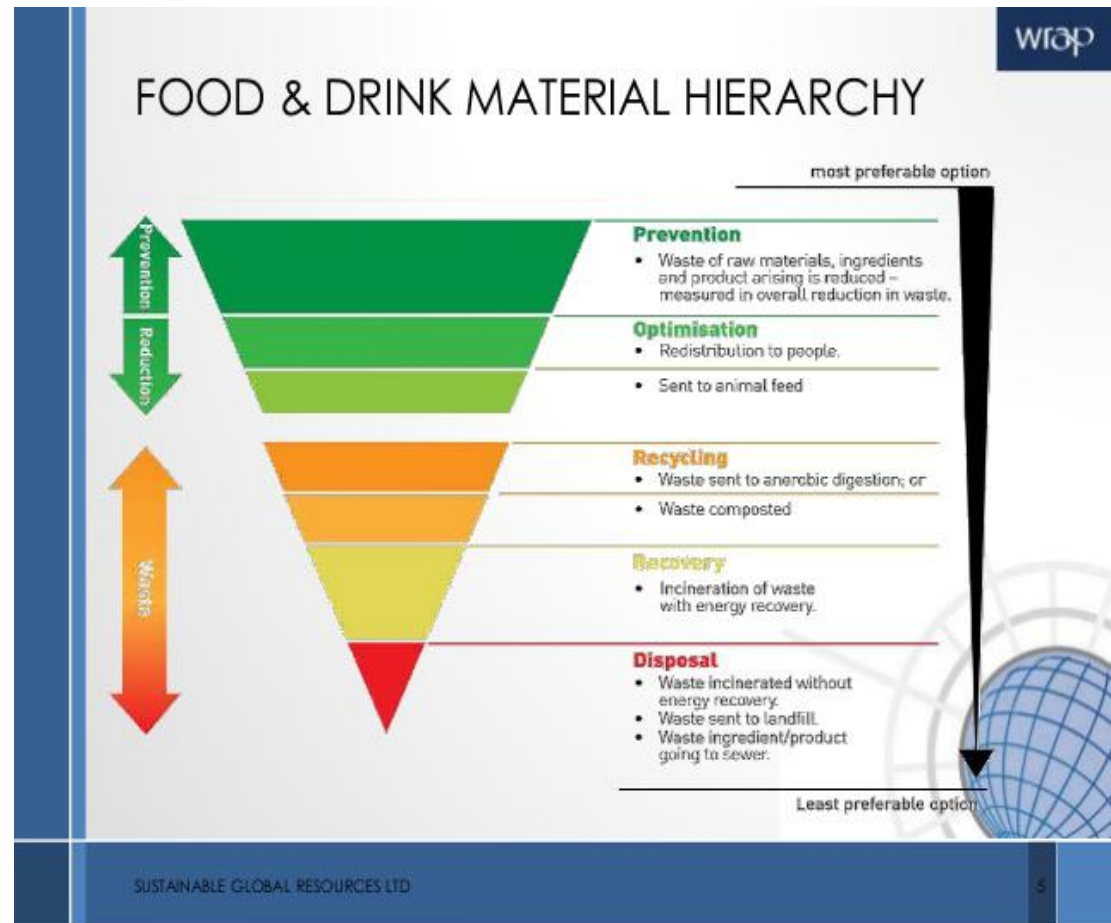 wrap
FOOD & DRINK MATERIAL HIERARCHY
most preferable option
Prevention
Reduction
Waste
Prevention
• Waste of raw materials, ingredients
and product arising is reduced –
measured in overall reduction in waste.
Optimisation
• Redistribution to people.
• Sent to animal feed
Recycling
• Waste sent to anerobic digestion; or
• Waste composted
Recovery
• Incineration of waste
with energy recovery.
Disposal
• Waste incinerated without
energy recovery.
• Waste sent to landfill.
• Waste ingredient/product
going to sewer.
Least preferable option
SUSTAINABLE GLOBAL RESOURCES LTD
5